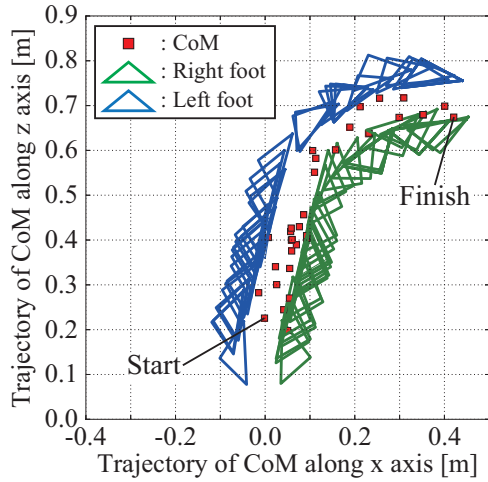 0.9
0.8
0.7
0.6
0.5
0.4
0.3
0.2
0.1
0.0
Trajectory of CoM along z axis [m]
: CoM
: Right foot
: Left foot
Finish
Start
-0.4 -0.2 0.0 0.2 0.4
Trajectory of CoM along x axis [m]